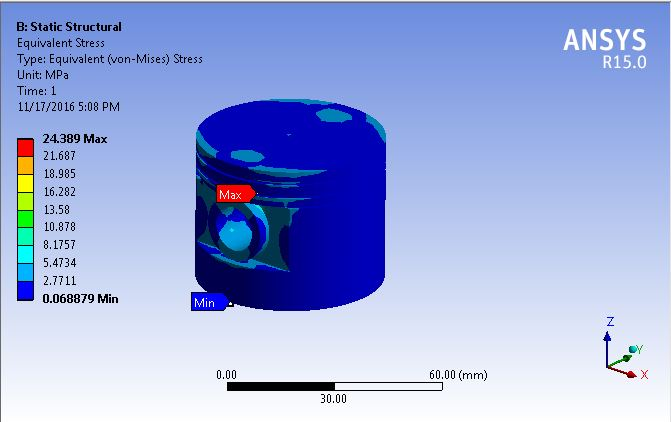 B: Static Structural
Equivalent Stress
Type: Equivalent (von-Mises) Stress
Unit: MPa
Time: 1
11/17/2016 5:08 PM
ANSYS
R15.0
24.389 Max
21.687
18.985
16.282
13.58
10.878
8.1757
5.4734
2.7711
0.068879 Min
Max
Min
0.00
60.00 (mm)
30.00
Z
Y
X